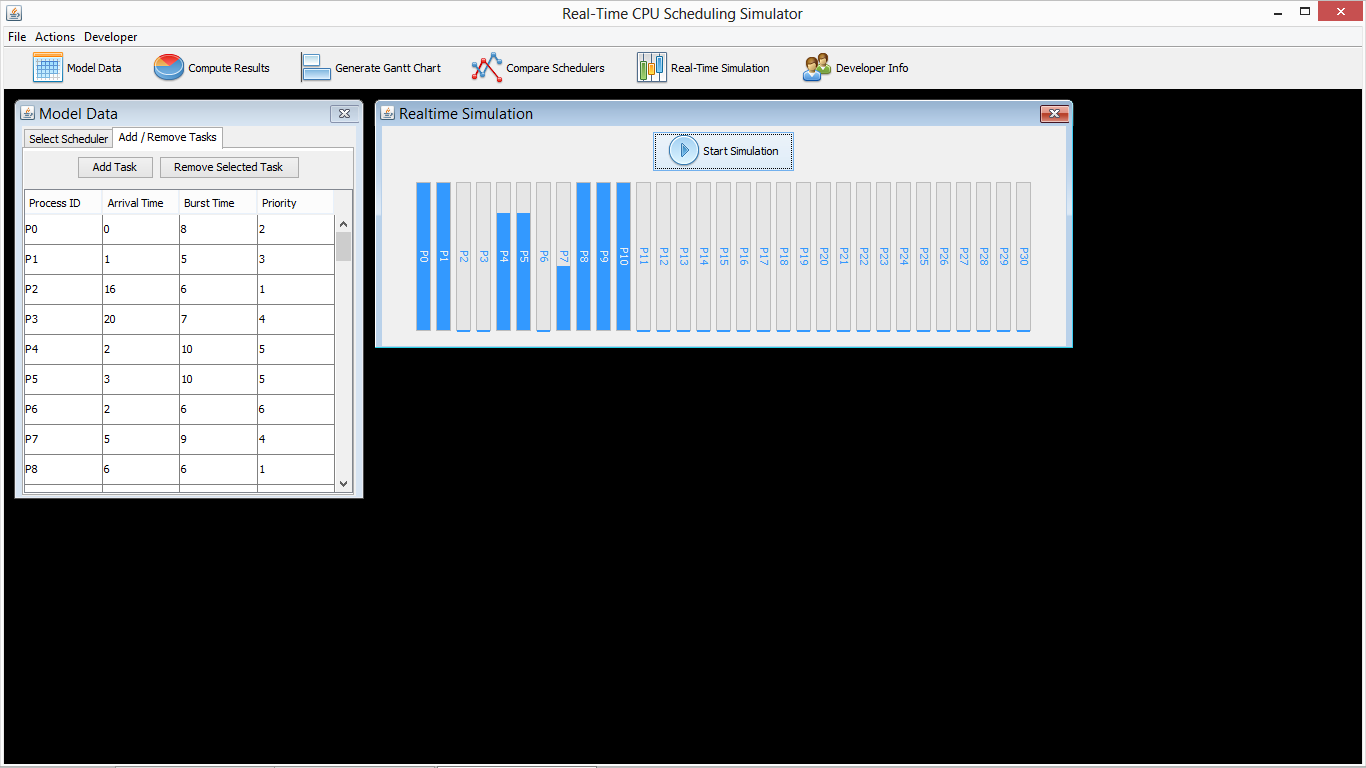 Real-Time CPU Scheduling Simulator
File Actions Developer
Model Data Compute Results Generate Gantt Chart Compare Schedulers Real-Time Simulation Developer Info
Model Data
Select Scheduler Add / Remove Tasks
Add Task Remove Selected Task
Process ID Arrival Time Burst Time Priority
P0 0 8 2
P1 1 5 3
P2 16 6 1
P3 20 7 4
P4 2 10 5
P5 3 10 5
P6 2 6 6
P7 5 9 4
P8 6 6 1
Realtime Simulation
Start Simulation
P0 P1 P2 P3 P4 P5 P6 P7 P8 P9 P10 P11 P12 P13 P14 P15 P16 P17 P18 P19 P20 P21 P22 P23 P24 P25 P26 P27 P28 P29 P30